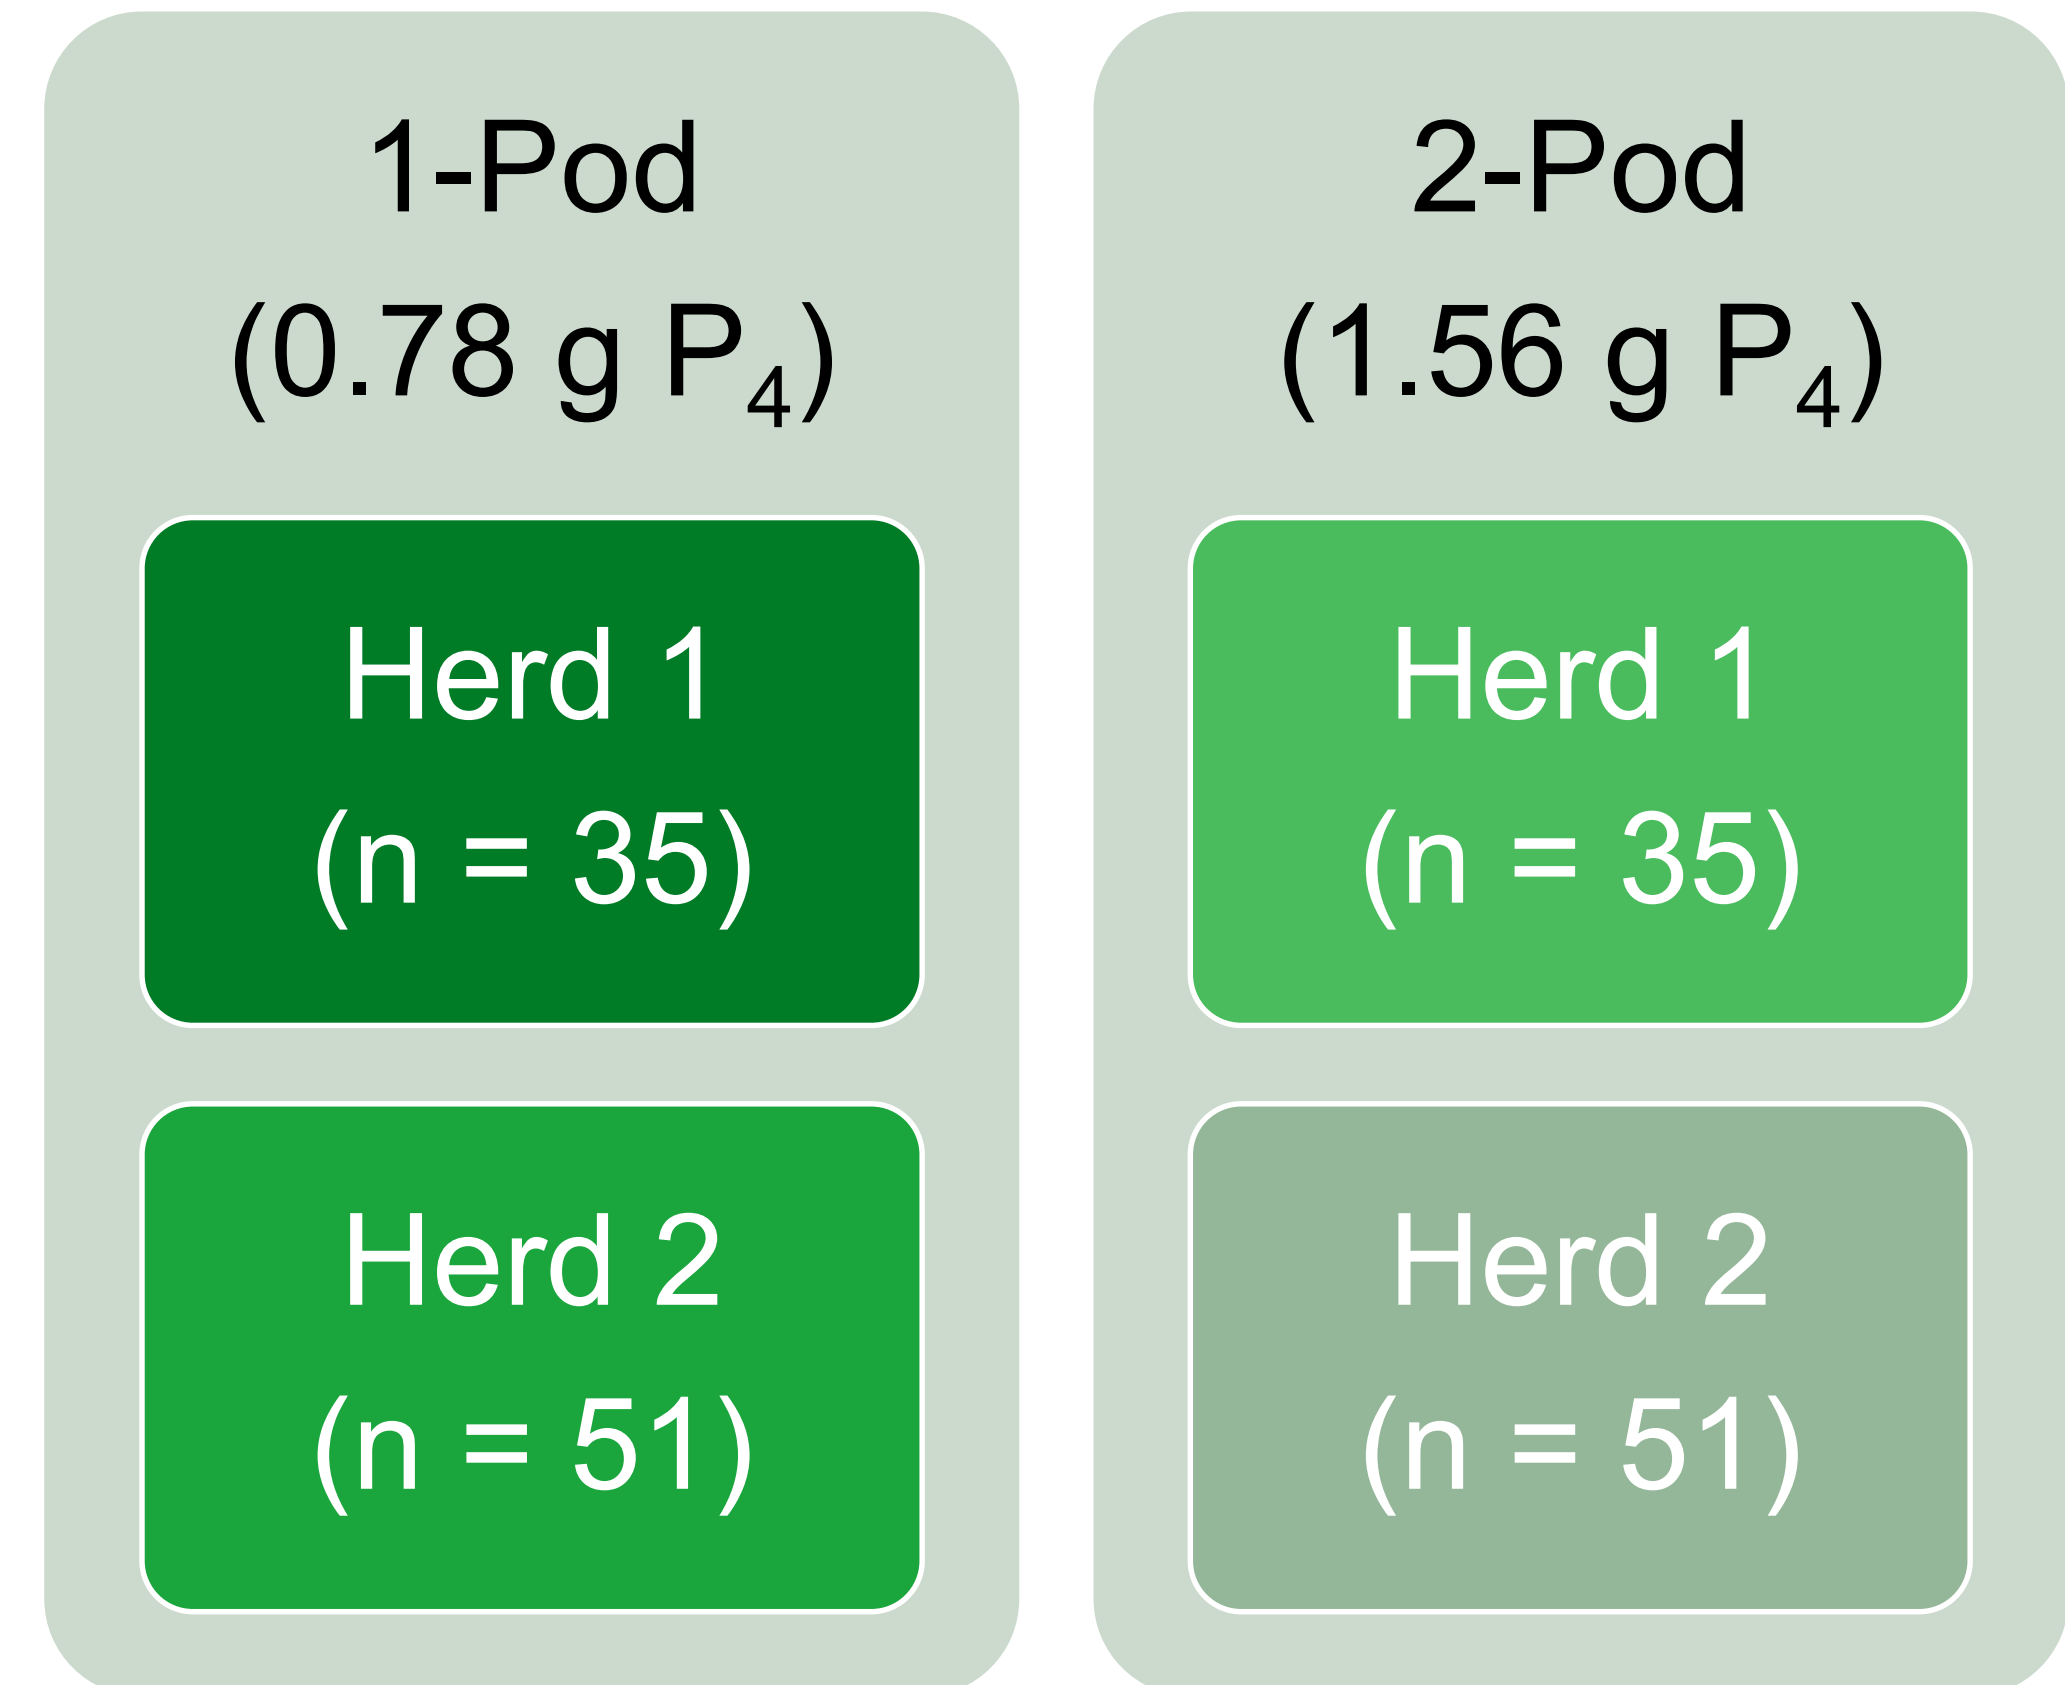 1-Pod
(0.78 g P₄)
Herd 1
(n = 35)
Herd 2
(n = 51)
2-Pod
(1.56 g P₄)
Herd 1
(n = 35)
Herd 2
(n = 51)